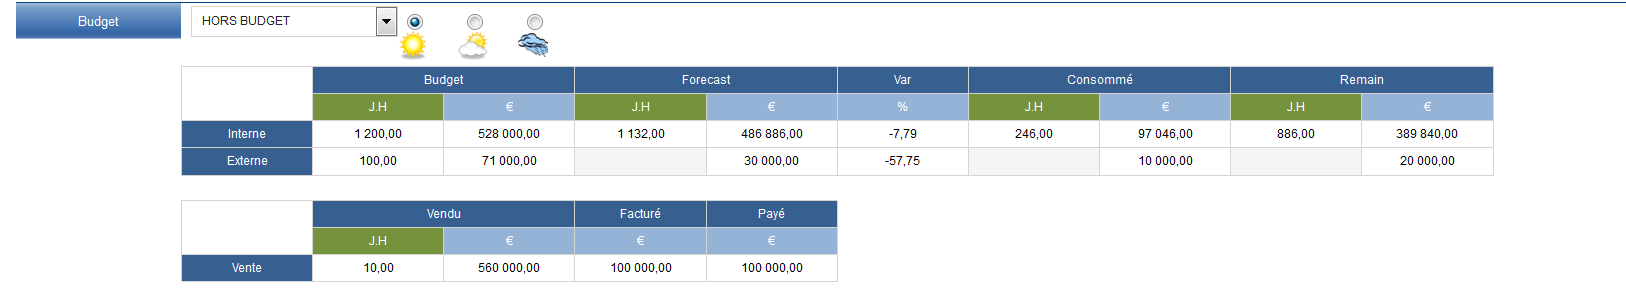 Budget HORS BUDGET
Budget Forecast Var Consommé Remain
J.H € J.H € % J.H € J.H €
Interne 1 200,00 528 000,00 1 132,00 486 886,00 -7,79 246,00 97 046,00 886,00 389 840,00
Externe 100,00 71 000,00 30 000,00 -57,75 10 000,00 20 000,00
Vendu Facturé Payé
J.H € € €
Vente 10,00 560 000,00 100 000,00 100 000,00